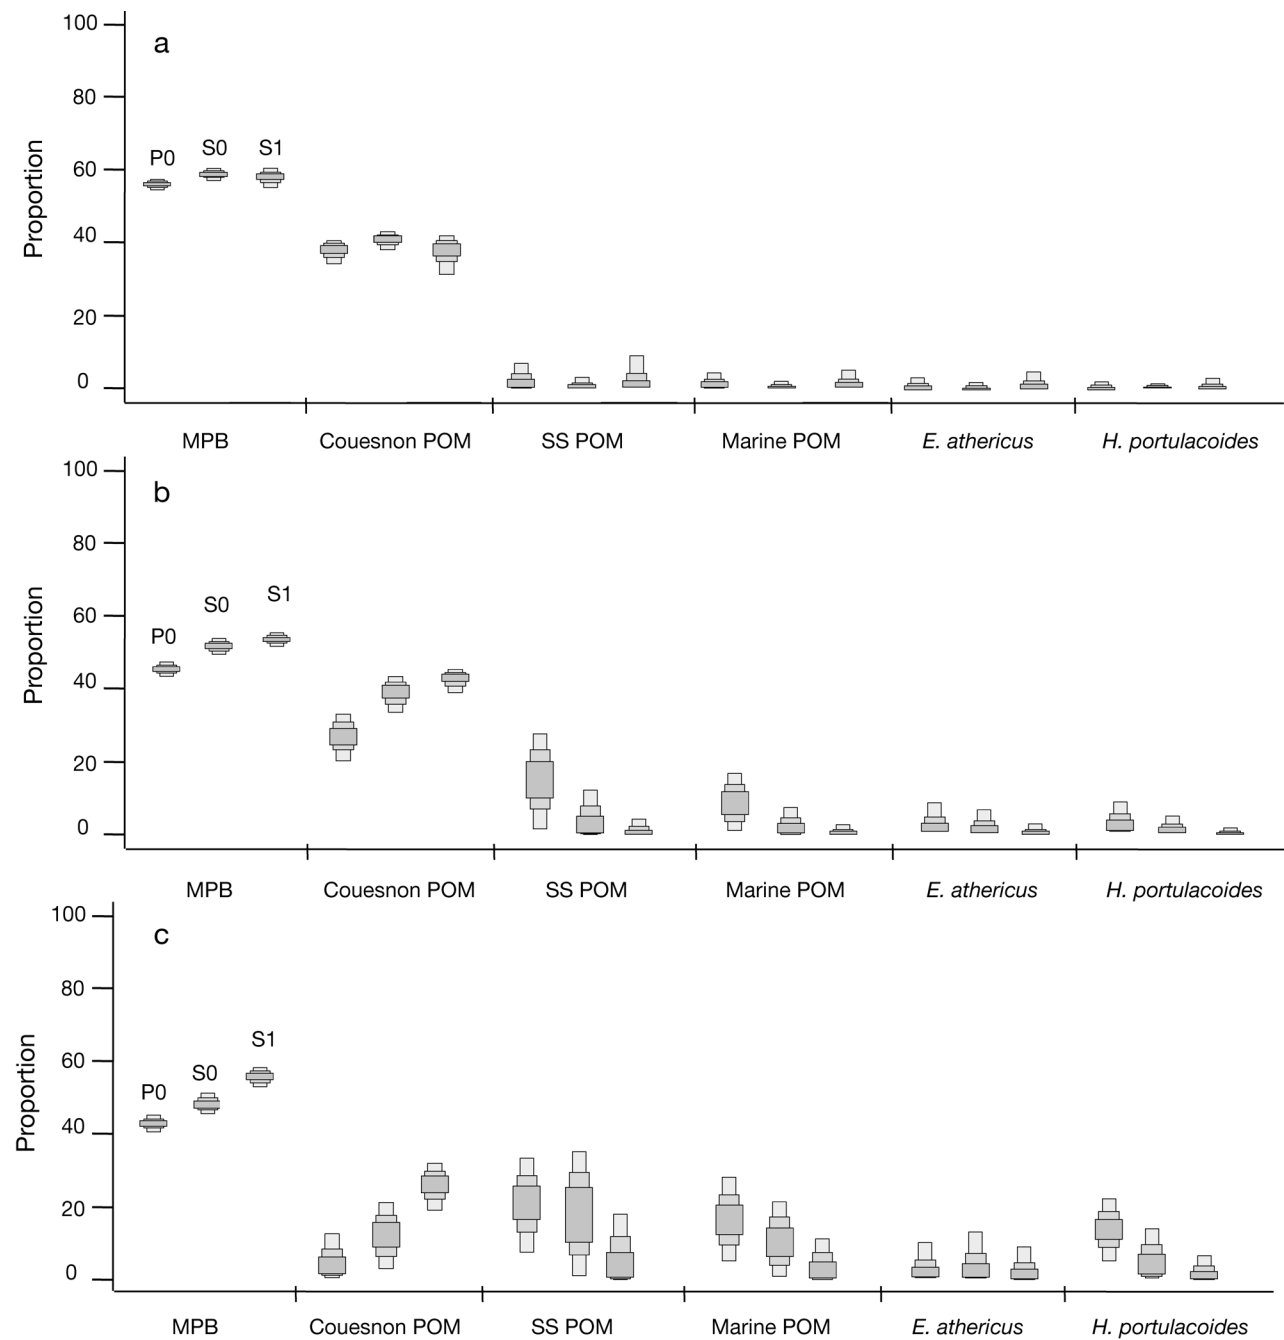 100
a
80
Proportion
P0 S0 S1
60
40
20
0
MPB Couesnon POM SS POM Marine POM E. athericus H. portulacoides
100
b
80
Proportion
P0 S0 S1
60
40
20
0
MPB Couesnon POM SS POM Marine POM E. athericus H. portulacoides
100
c
80
Proportion
P0 S0 S1
60
40
20
0
MPB Couesnon POM SS POM Marine POM E. athericus H. portulacoides